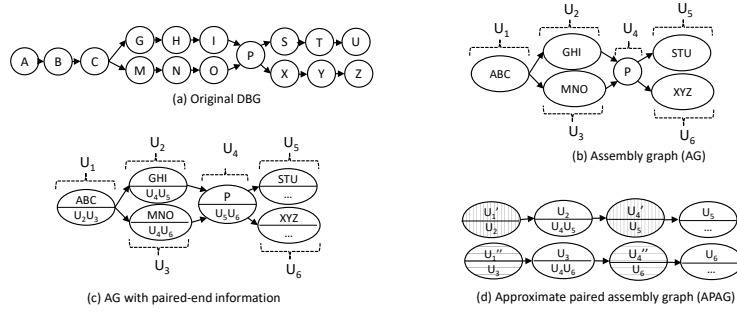 G H I S T U
A B C P
M N O X Y Z
(a) Original DBG
U1 U2 U4 U5
ABC GHI P STU
MNO XYZ
U3 U6
(b) Assembly graph (AG)
U1 U2 U4 U5
ABC
U2U3
GHI
U4U5
MNO
U4U6
P
U5U6
STU
...
XYZ
...
U3 U6
(c) AG with paired-end information
U1' U2 U4' U5
U2 U4U5 U5 ...
U1'' U3 U4'' U6
U3 U4U6 U6 ...
(d) Approximate paired assembly graph (APAG)